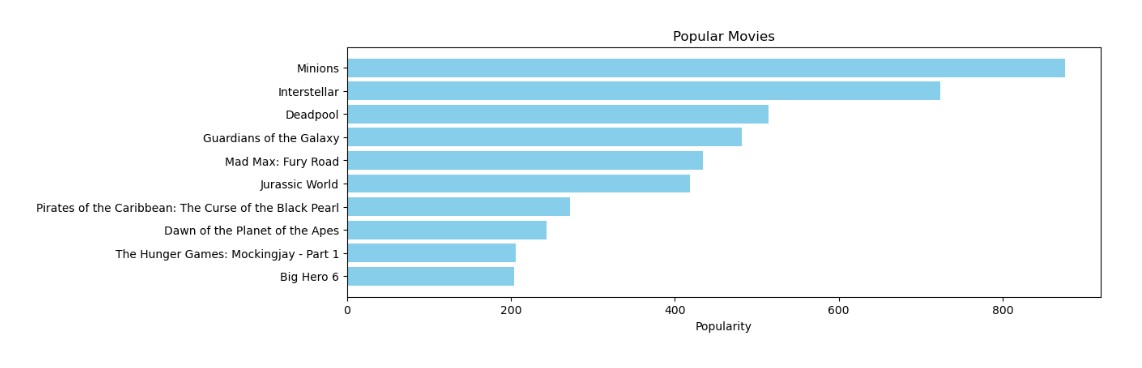 Popular Movies
Minions
Interstellar
Deadpool
Guardians of the Galaxy
Mad Max: Fury Road
Jurassic World
Pirates of the Caribbean: The Curse of the Black Pearl
Dawn of the Planet of the Apes
The Hunger Games: Mockingjay - Part 1
Big Hero 6
0 200 400 600 800
Popularity